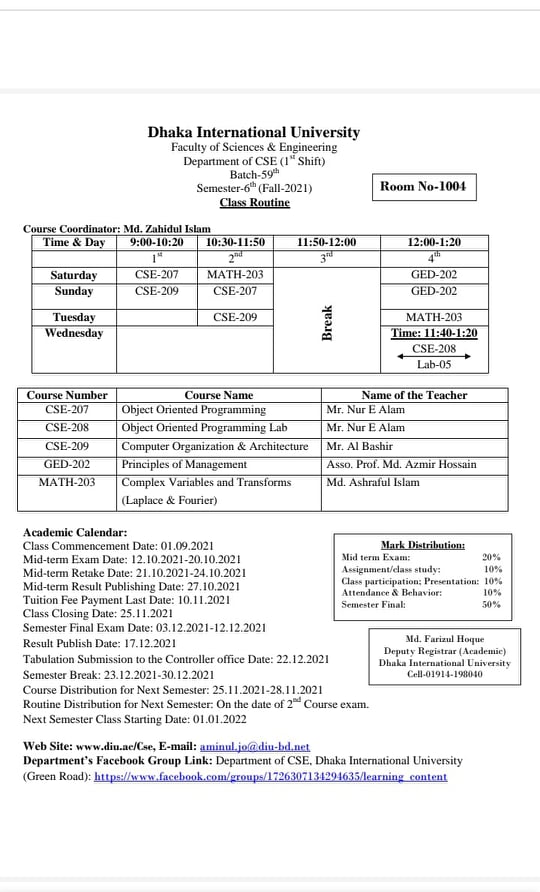 Dhaka International University
Faculty of Sciences & Engineering
Department of CSE (1st Shift)
Batch-59th
Semester-6th (Fall-2021)
Class Routine
Room No-1004
Course Coordinator: Md. Zahidul Islam
Time & Day 9:00-10:20 10:30-11:50 11:50-12:00 12:00-1:20
1st 2nd 3rd 4th
Saturday CSE-207 MATH-203 GED-202
Sunday CSE-209 CSE-207 GED-202
Break
Tuesday CSE-209 MATH-203
Wednesday Time: 11:40-1:20
CSE-208
Lab-05
Course Number Course Name Name of the Teacher
CSE-207 Object Oriented Programming Mr. Nur E Alam
CSE-208 Object Oriented Programming Lab Mr. Nur E Alam
CSE-209 Computer Organization & Architecture Mr. Al Bashir
GED-202 Principles of Management Asso. Prof. Md. Azmir Hossain
MATH-203 Complex Variables and Transforms Md. Ashraful Islam
(Laplace & Fourier)
Academic Calendar:
Class Commencement Date: 01.09.2021
Mid-term Exam Date: 12.10.2021-20.10.2021
Mid-term Retake Date: 21.10.2021-24.10.2021
Mid-term Result Publishing Date: 27.10.2021
Tuition Fee Payment Last Date: 10.11.2021
Class Closing Date: 25.11.2021
Semester Final Exam Date: 03.12.2021-12.12.2021
Result Publish Date: 17.12.2021
Tabulation Submission to the Controller office Date: 22.12.2021
Semester Break: 23.12.2021-30.12.2021
Course Distribution for Next Semester: 25.11.2021-28.11.2021
Routine Distribution for Next Semester: On the date of 2nd Course exam.
Next Semester Class Starting Date: 01.01.2022
Mark Distribution:
Mid term Exam: 20%
Assignment/class study: 10%
Class participation; Presentation: 10%
Attendance & Behavior: 10%
Semester Final: 50%
Md. Farizul Hoque
Deputy Registrar (Academic)
Dhaka International University
Cell-01914-198040
Web Site: www.diu.ac/Cse, E-mail: aminul.jo@diu-bd.net
Department's Facebook Group Link: Department of CSE, Dhaka International University
(Green Road): https://www.facebook.com/groups/1726307134294635/learning_content